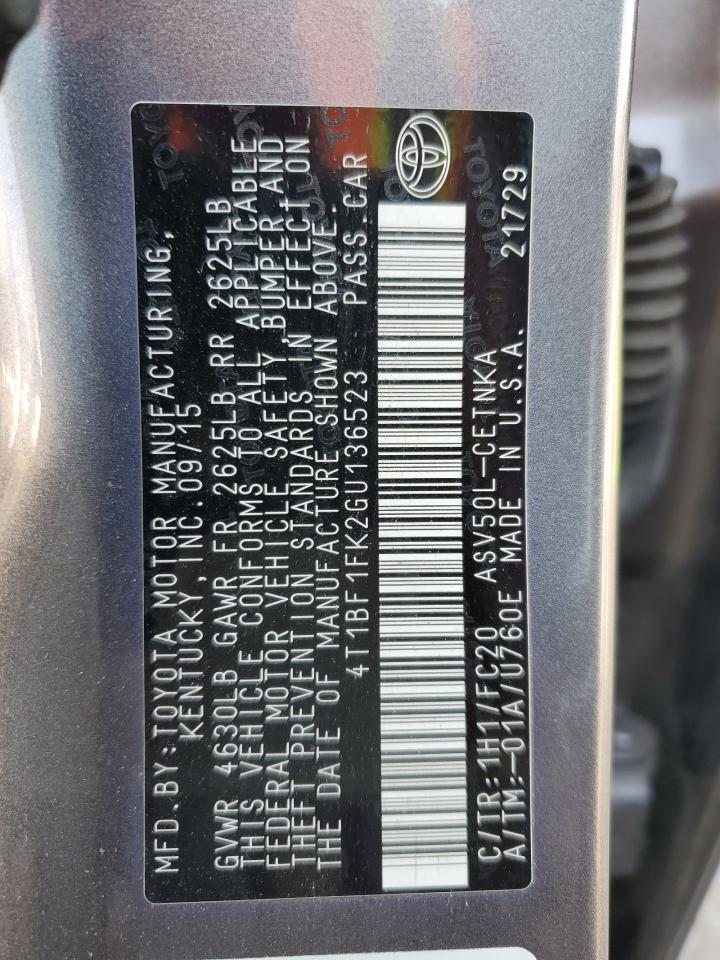 MFD.BY:TOYOTA MOTOR MANUFACTURING,
KENTUCKY, INC.09/15
GVWR 4630LB GAWR FR 2625LB RR 2625LB
THIS VEHICLE CONFORMS TO ALL APPLICABLE
FEDERAL MOTOR VEHICLE SAFETY,BUMPER AND
THEFT PREVENTION STANDARDS IN EFFECT ON
THE DATE OF MANUFACTURE SHOWN ABOVE.
4T1BF1FK2GU136523 PASS.CAR
C/TR:1H1/FC20 ASV50L-CETNKA
A/TM:-01A/U760E MADE IN U.S.A. 21729